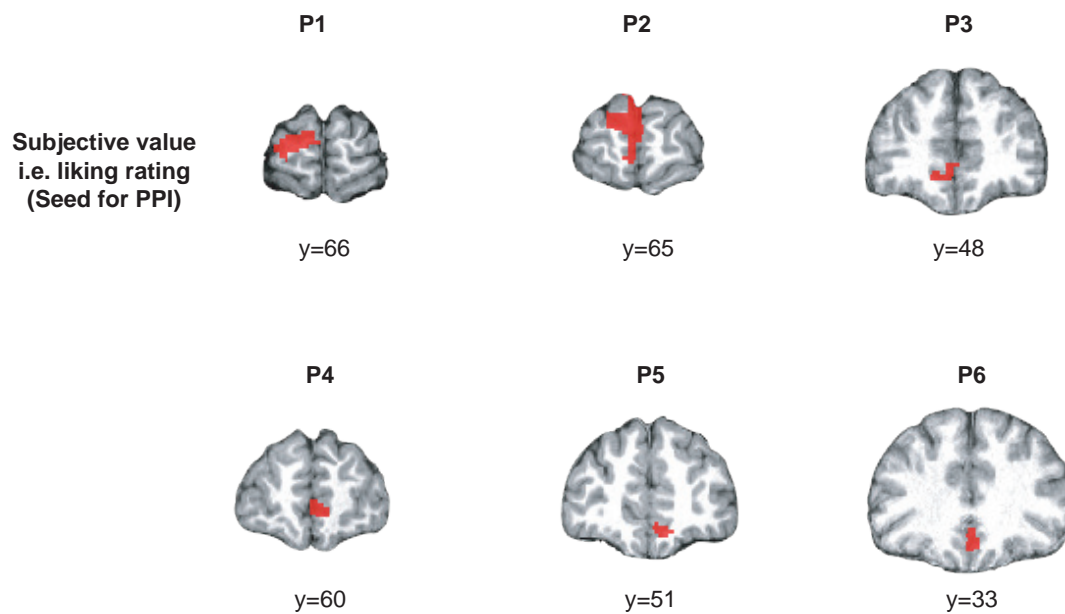 P1
P2
P3
Subjective value
i.e. liking rating
(Seed for PPI)
y=66
y=65
y=48
P4
P5
P6
y=60
y=51
y=33